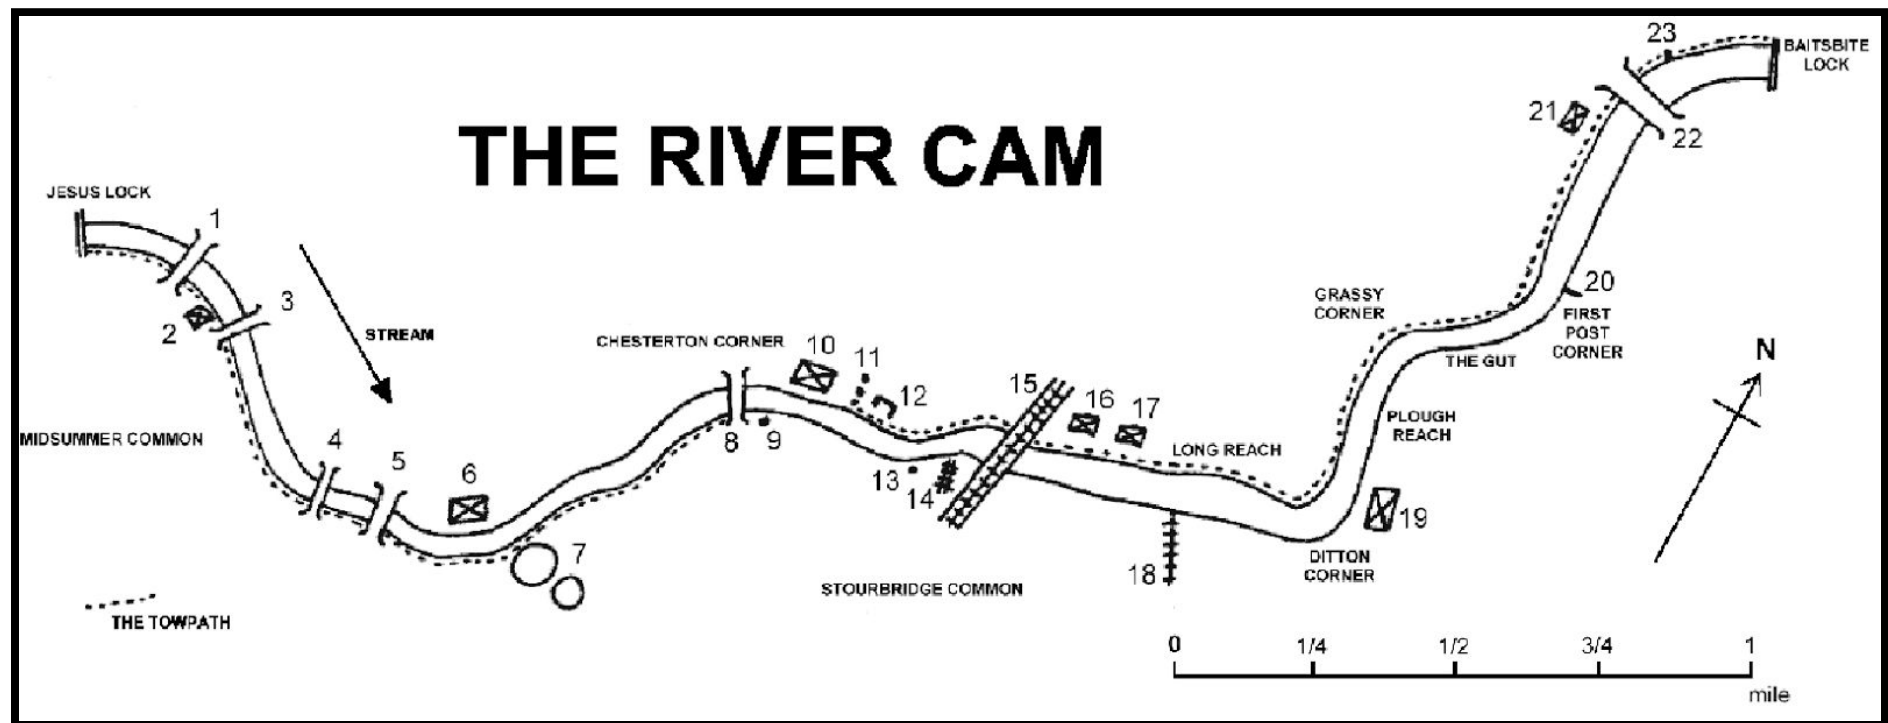 THE RIVER CAM
JESUS LOCK
1
2
3
STREAM
MIDSUMMER COMMON
4
5
6
7
THE TOWPATH
CHESTERTON CORNER
8
9
10
11
12
13
14
15
16
17
STOURBRIDGE COMMON
LONG REACH
18
DITTON
CORNER
19
PLOUGH
REACH
GRASSY
CORNER
THE GUT
20
FIRST
POST
CORNER
21
22
23
BAITSBITE
LOCK
N
0
1/4
1/2
3/4
1
mile